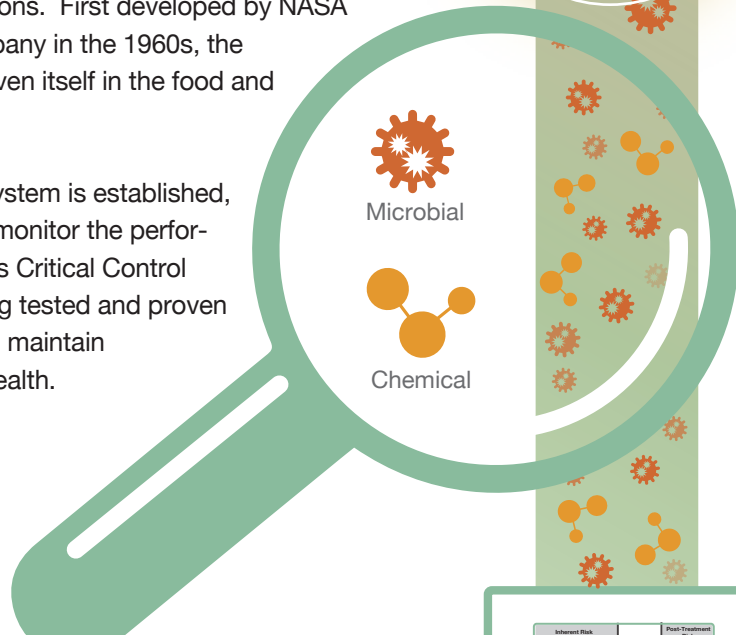 ons. First developed by NASA
pany in the 1960s, the
ven itself in the food and
ystem is established,
monitor the perfor-
s Critical Control
g tested and proven
maintain
ealth.
Microbial
Chemical
Inherent Risk
Post-Treatment